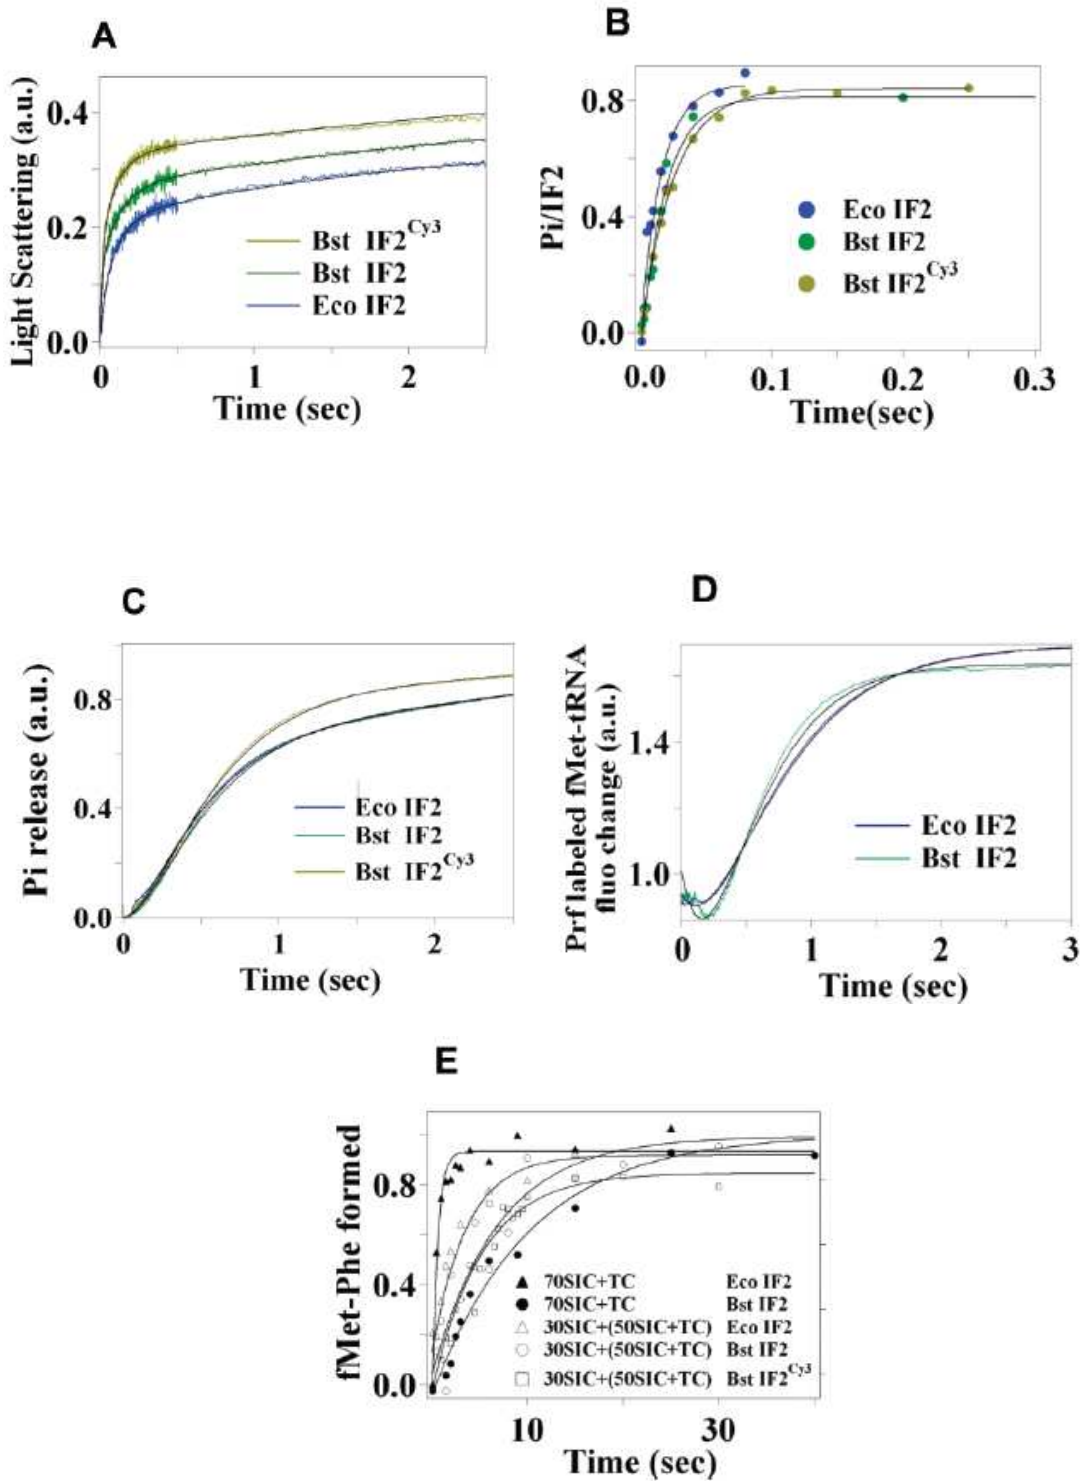 A
Light Scattering (a.u.)
0.4
0.2
0.0
Bst IF2Cy3
Bst IF2
Eco IF2
0 1 2
Time (sec)
B
Pi/IF2
0.8
0.4
0.0
Eco IF2
Bst IF2
Bst IF2Cy3
0.0 0.1 0.2 0.3
Time(sec)
C
Pi release (a.u.)
0.8
0.4
0.0
Eco IF2
Bst IF2
Bst IF2Cy3
0 1 2
Time (sec)
D
Prf labeled fMet-tRNA
fluo change (a.u.)
1.4
1.0
Eco IF2
Bst IF2
0 1 2 3
Time (sec)
E
fMet-Phe formed
0.8
0.4
0.0
70SIC+TC Eco IF2
70SIC+TC Bst IF2
30SIC+(50SIC+TC) Eco IF2
30SIC+(50SIC+TC) Bst IF2
30SIC+(50SIC+TC) Bst IF2Cy3
10 30
Time (sec)